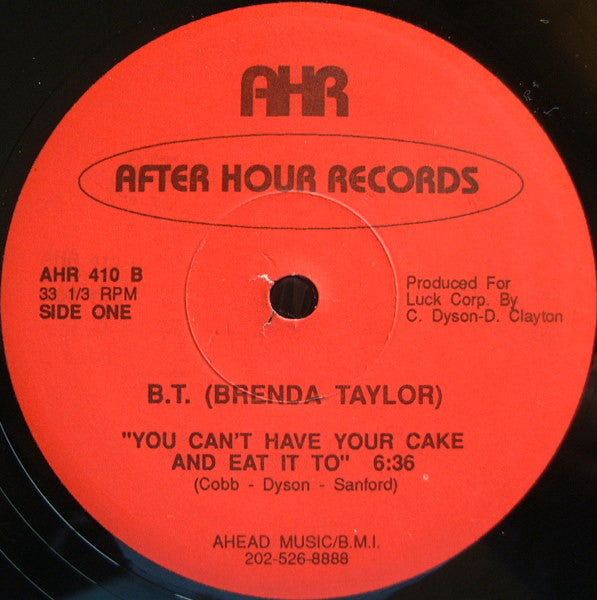 AHR
AFTER HOUR RECORDS
AHR 410 B
33 1/3 RPM
SIDE ONE
Produced For
Luck Corp. By
C. Dyson-D. Clayton
B.T. (BRENDA TAYLOR)
"YOU CAN'T HAVE YOUR CAKE
AND EAT IT TO" 6:36
(Cobb - Dyson - Sanford)
AHEAD MUSIC/B.M.I.
202-526-8888